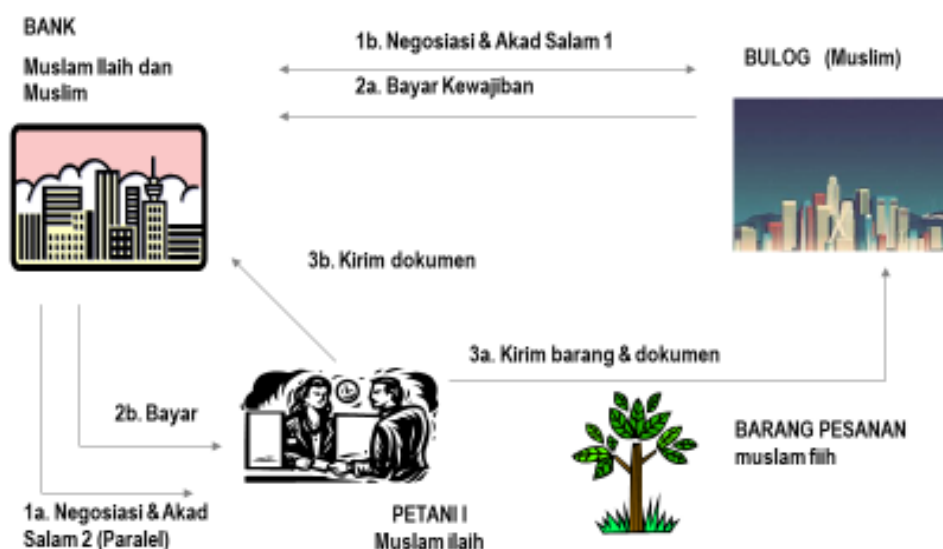 BANK
Muslam Ilaih dan
Muslim
1b. Negosiasi & Akad Salam 1
2a. Bayar Kewajiban
BULOG (Muslim)
3b. Kirim dokumen
3a. Kirim barang & dokumen
2b. Bayar
BARANG PESANAN
muslam fiih
1a. Negosiasi & Akad
Salam 2 (Paralel)
PETANI I
Muslam ilaih